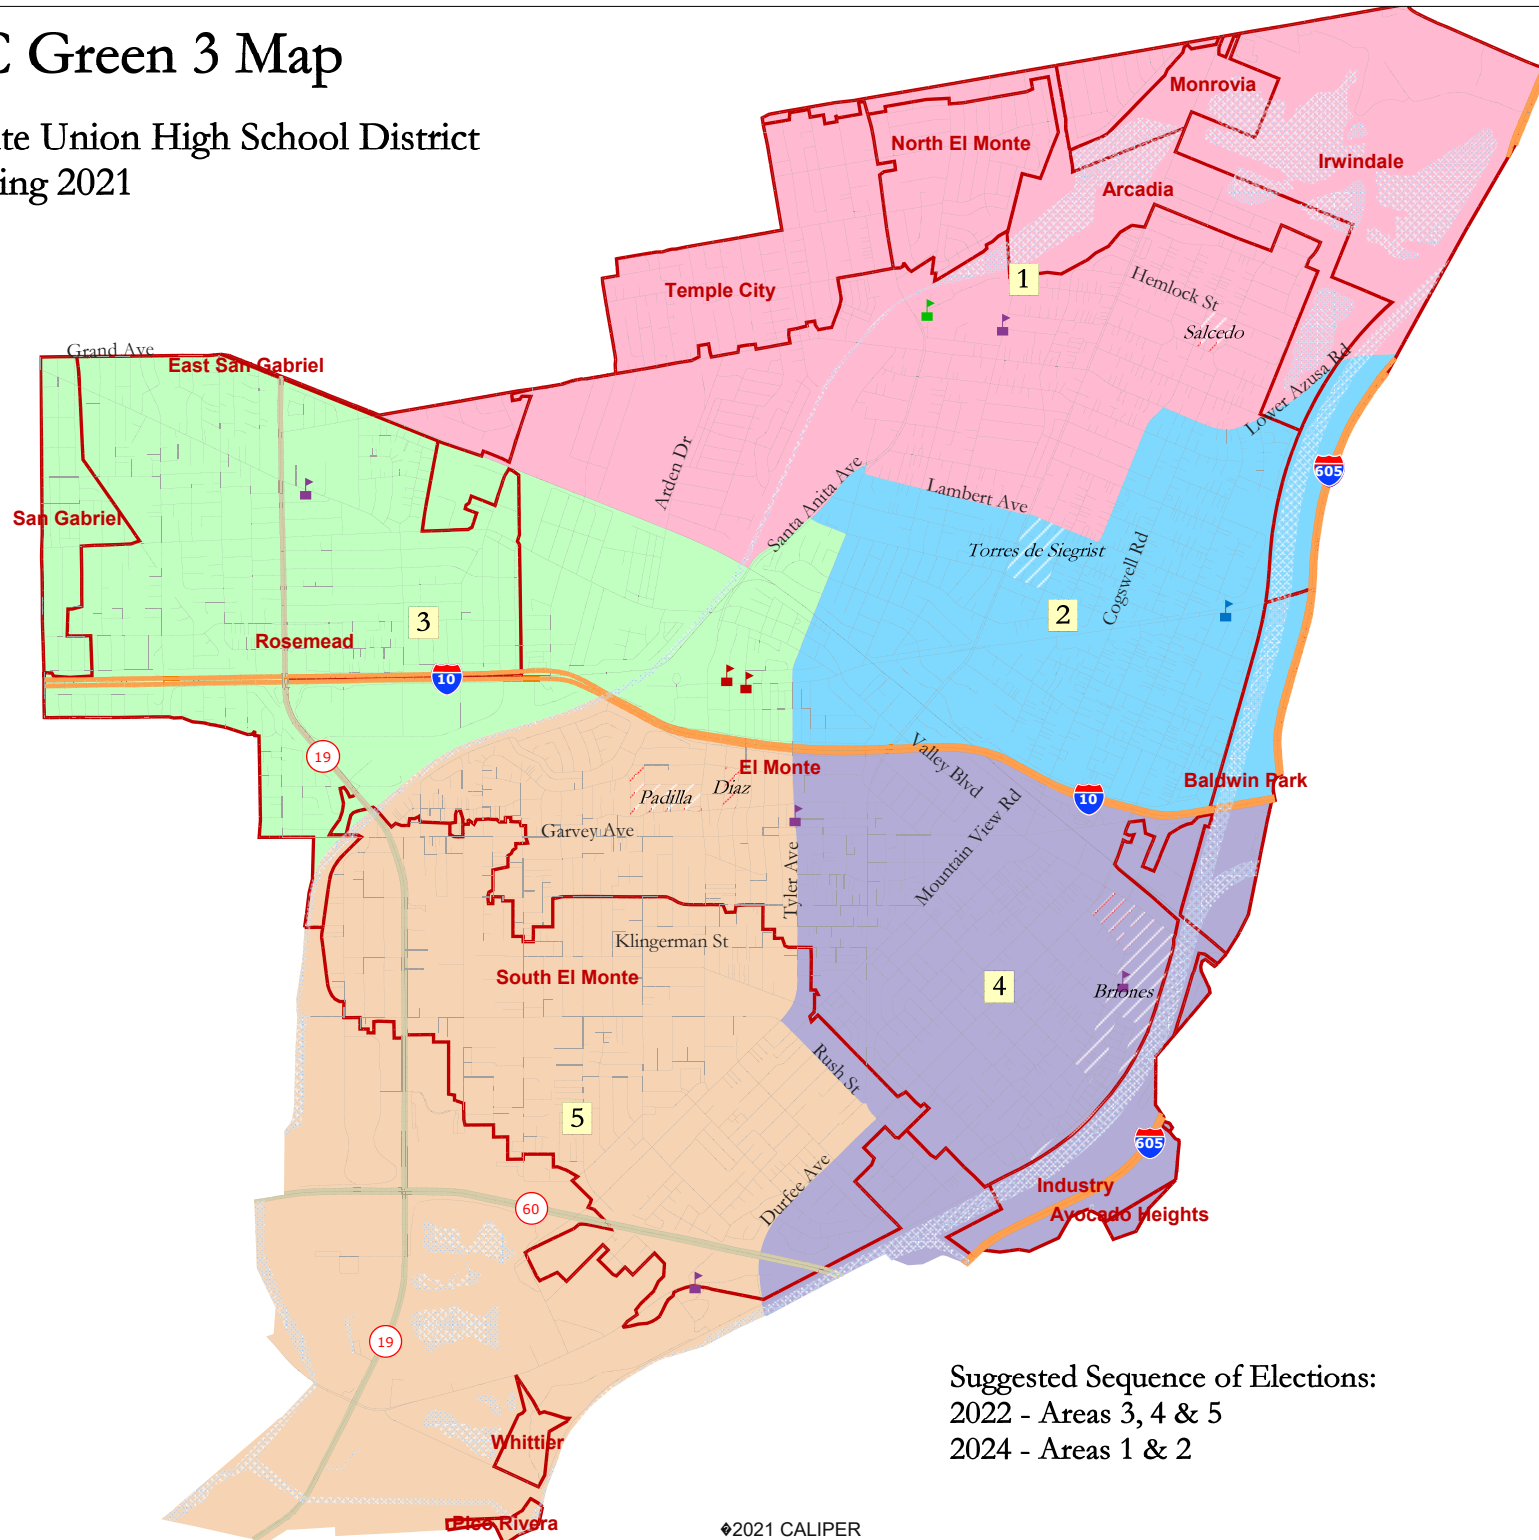 C Green 3 Map
te Union High School District
ing 2021
Monrovia
North El Monte
Irwindale
Arcadia
1
Hemlock St
Temple City
Salcedo
Grand Ave
East San Gabriel
Lower Azusa Rd
Arden Dr
Santa Anita Ave
605
Lambert Ave
San Gabriel
Torres de Siegrist
Cogswell Rd
3
2
Rosemead
10
19
Valley Blvd
El Monte
Baldwin Park
Padilla
Diaz
10
Garvey Ave
Mountain View Rd
Tyler Ave
Klingerman St
South El Monte
4
Briones
Rush St
5
605
Durfee Ave
Industry
60
Avocado Heights
19
Suggested Sequence of Elections:
2022 - Areas 3, 4 & 5
2024 - Areas 1 & 2
Whittier
Pico Rivera
�2021 CALIPER